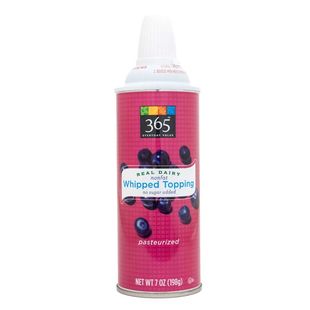 365
EVERYDAY VALUE
REAL DAIRY
nonfat
Whipped Topping
no sugar added
pasteurized
NET WT 7 OZ (198g)